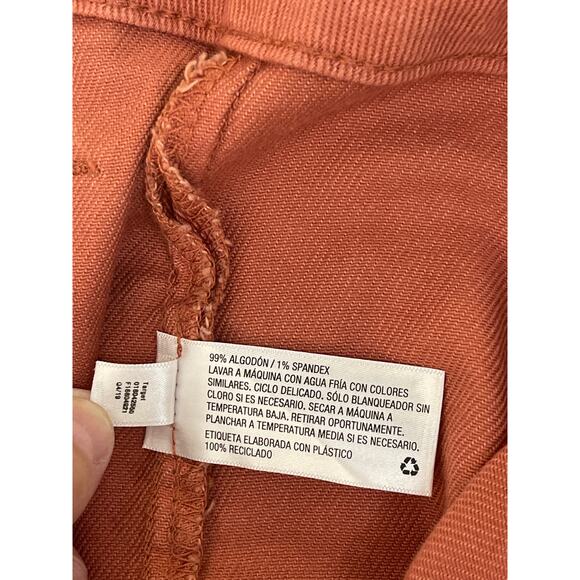 99% ALGODÓN / 1% SPANDEX
LAVAR A MÁQUINA CON AGUA FRÍA CON COLORES
SIMILARES. CICLO DELICADO. SÓLO BLANQUEADOR SIN
CLORO SI ES NECESARIO. SECAR A MÁQUINA A
TEMPERATURA BAJA. RETIRAR OPORTUNAMENTE.
PLANCHAR A TEMPERATURA MEDIA SI ES NECESARIO.
ETIQUETA ELABORADA CON PLÁSTICO
100% RECICLADO
Target
G4/19